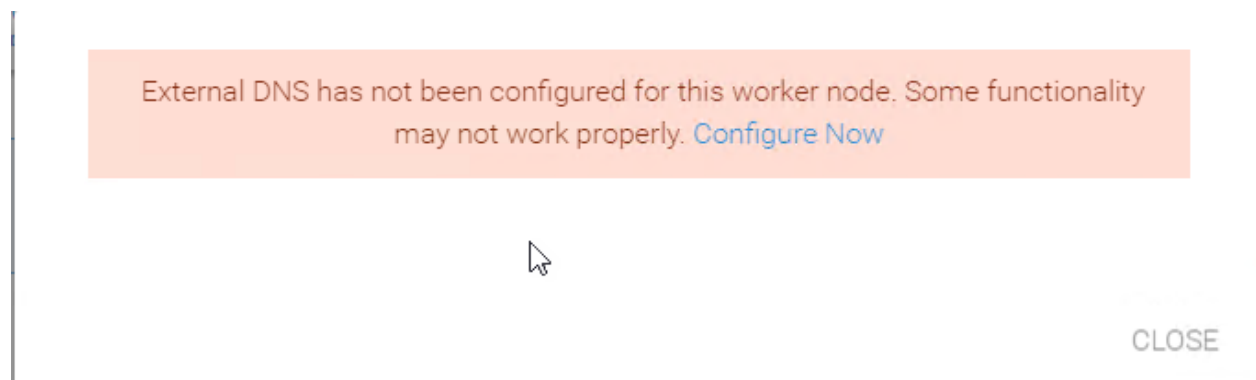 External DNS has not been configured for this worker node. Some functionality
may not work properly. Configure Now
CLOSE